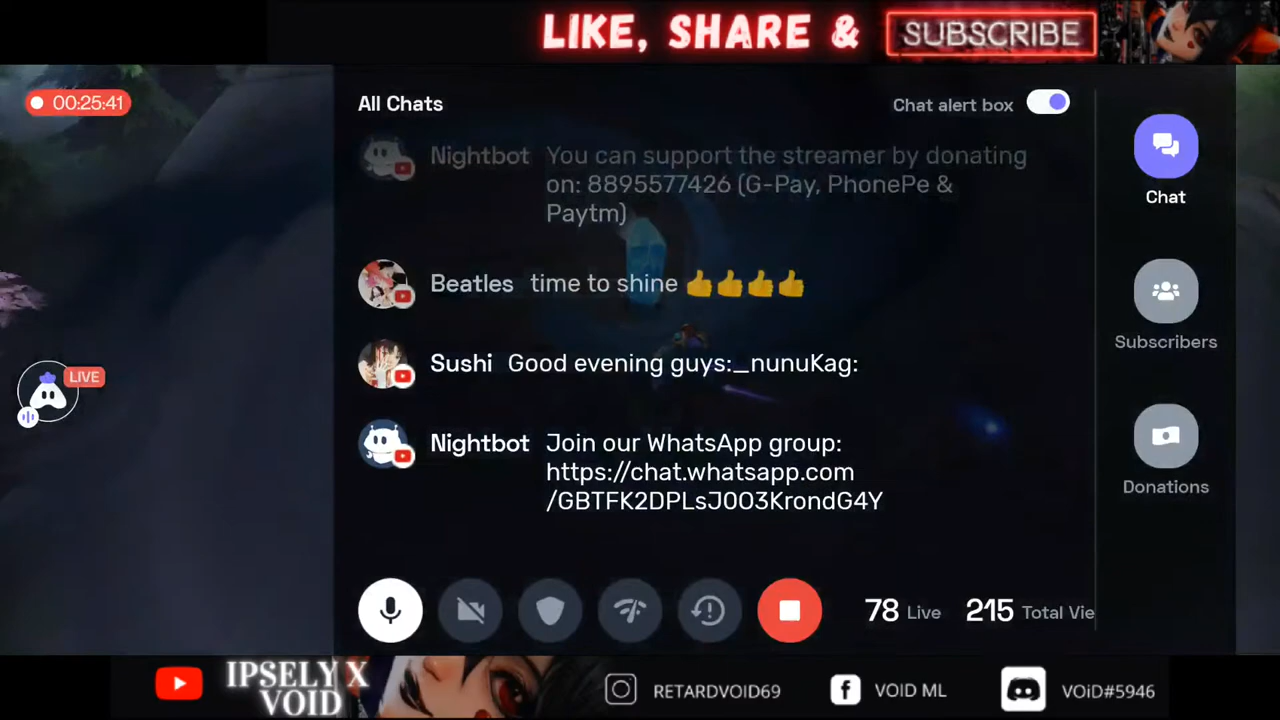 LIKE, SHARE & SUBSCRIBE
00:25:41
All Chats
Chat alert box
Nightbot You can support the streamer by donating
on: 8895577426 (G-Pay, PhonePe &
Paytm)
Chat
Beatles time to shine 👍👍👍👍
Subscribers
Sushi Good evening guys:_nunuKag:
LIVE
Nightbot Join our WhatsApp group:
https://chat.whatsapp.com
/GBTFK2DPLsJ0O3KrondG4Y
Donations
78 Live 215 Total Vie
IPSELY X
VOID
RETARDVOID69
VOID ML
VOiD#5946